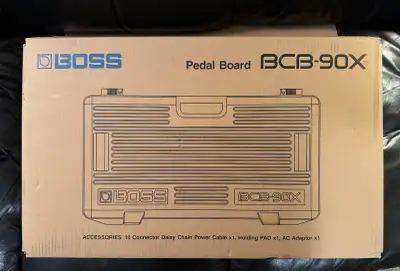 BOSS
Pedal Board BCB-90X
BOSS BCB-90X
ACCESSORIES: 10 Connector Daisy Chain Power Cable x1, Holding PAD x1, AC Adaptor x1